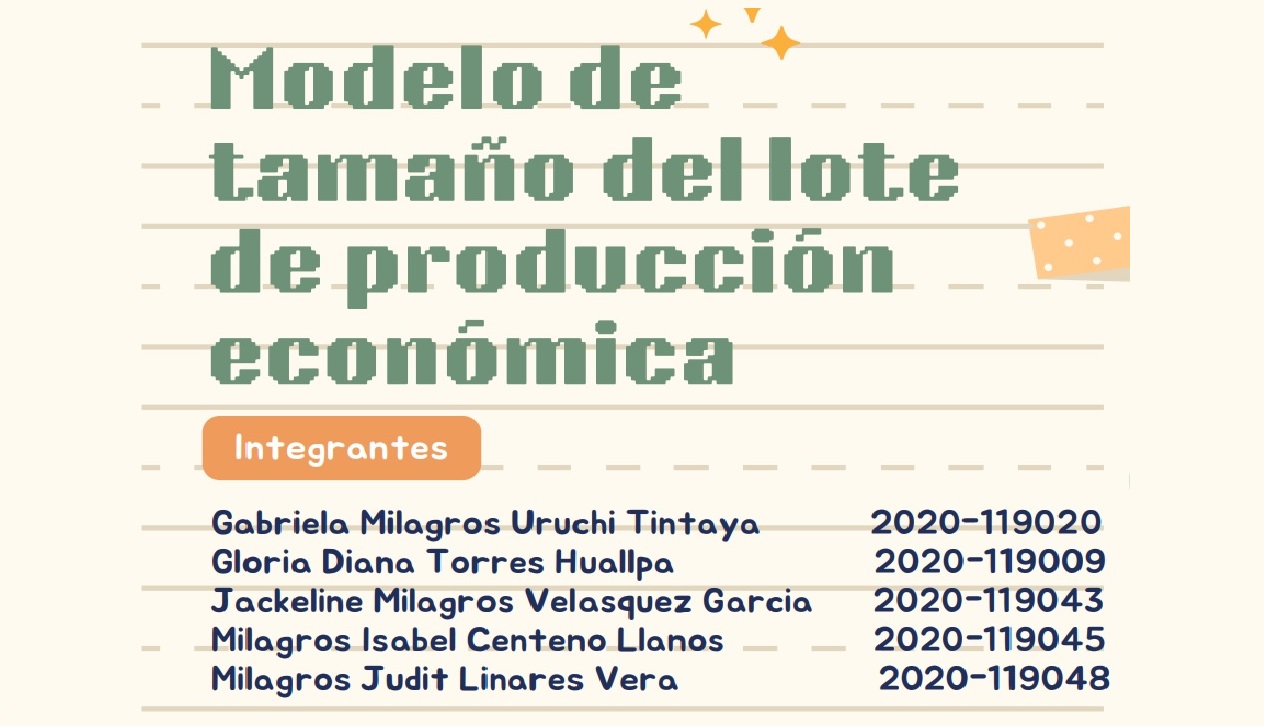 Modelo de
tamaño del lote
de producción
económica
Integrantes
Gabriela Milagros Uruchi Tintaya 2020-119020
Gloria Diana Torres Huallpa 2020-119009
Jackeline Milagros Velasquez Garcia 2020-119043
Milagros Isabel Centeno Llanos 2020-119045
Milagros Judit Linares Vera 2020-119048